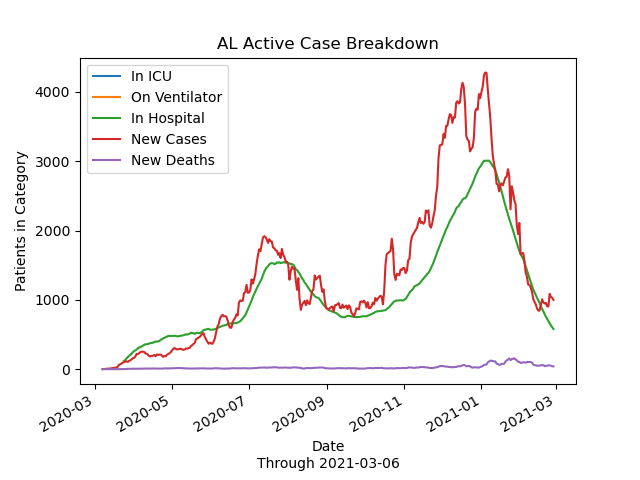 AL Active Case Breakdown
In ICU
On Ventilator
In Hospital
New Cases
New Deaths
Patients in Category
4000
3000
2000
1000
0
2020-03
2020-05
2020-07
2020-09
2020-11
2021-01
2021-03
Date
Through 2021-03-06